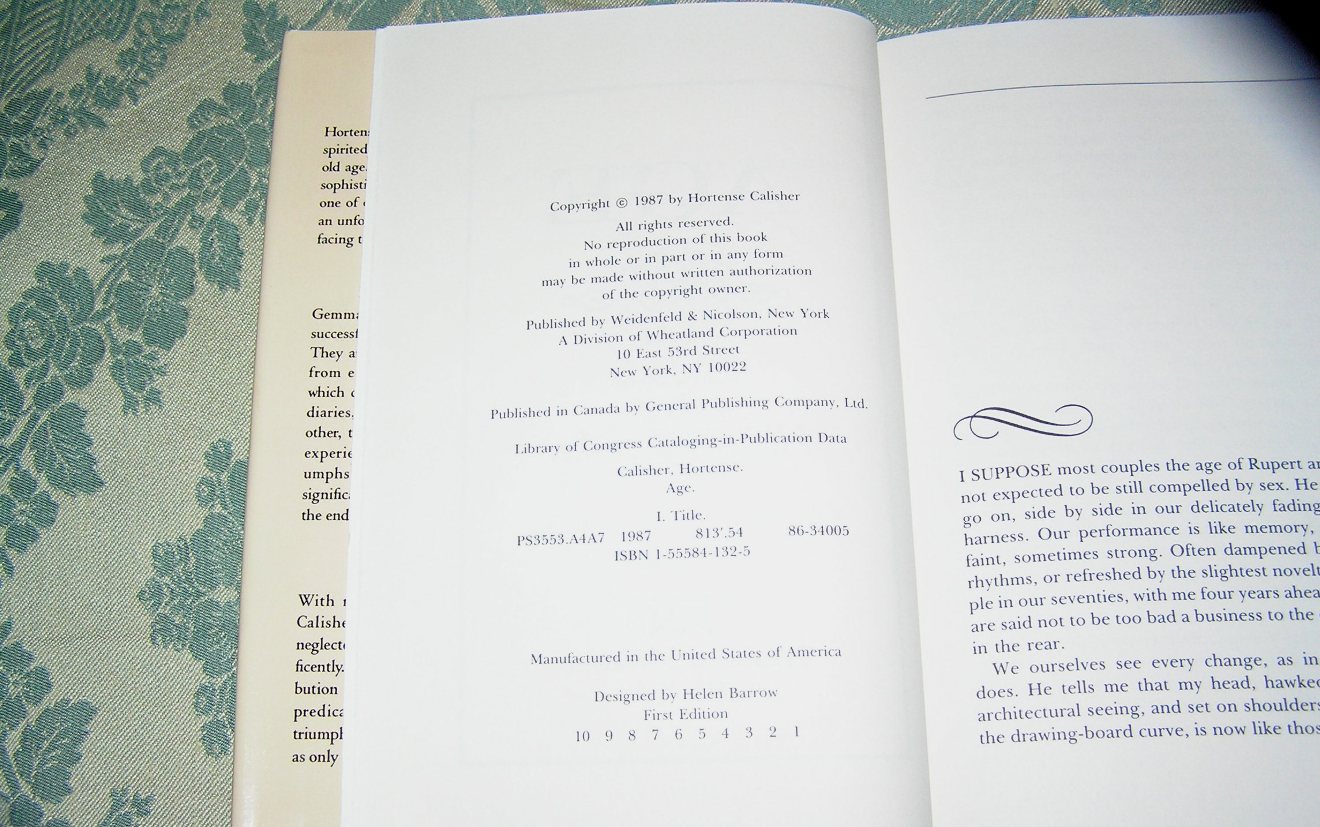 Horten
spirited
old age
sophisti
one of
an unfo
facing t
Gemma
success
They a
from e
which
diaries,
other, t
experie
umphs
signific
the end
With
Calishe
neglect
ficently.
bution
predica
triumph
as only
Copyright © 1987 by Hortense Calisher
All rights reserved.
No reproduction of this book
in whole or in part or in any form
may be made without written authorization
of the copyright owner.
Published by Weidenfeld & Nicolson, New York
A Division of Wheatland Corporation
10 East 53rd Street
New York, NY 10022
Published in Canada by General Publishing Company, Ltd.
Library of Congress Cataloging-in-Publication Data
Calisher, Hortense.
Age.
I. Title.
PS3553.A4A7 1987 813'.54 86-34005
ISBN 1-55584-132-5
Manufactured in the United States of America
Designed by Helen Barrow
First Edition
10 9 8 7 6 5 4 3 2 1
I SUPPOSE most couples the age of Rupert
not expected to be still compelled by sex. He
go on, side by side in our delicately fading
harness. Our performance is like memory,
faint, sometimes strong. Often dampened
rhythms, or refreshed by the slightest novelt
ple in our seventies, with me four years ahea
are said not to be too bad a business to the
in the rear.
We ourselves see every change, as in
does. He tells me that my head, hawked
architectural seeing, and set on shoulders
the drawing-board curve, is now like thos